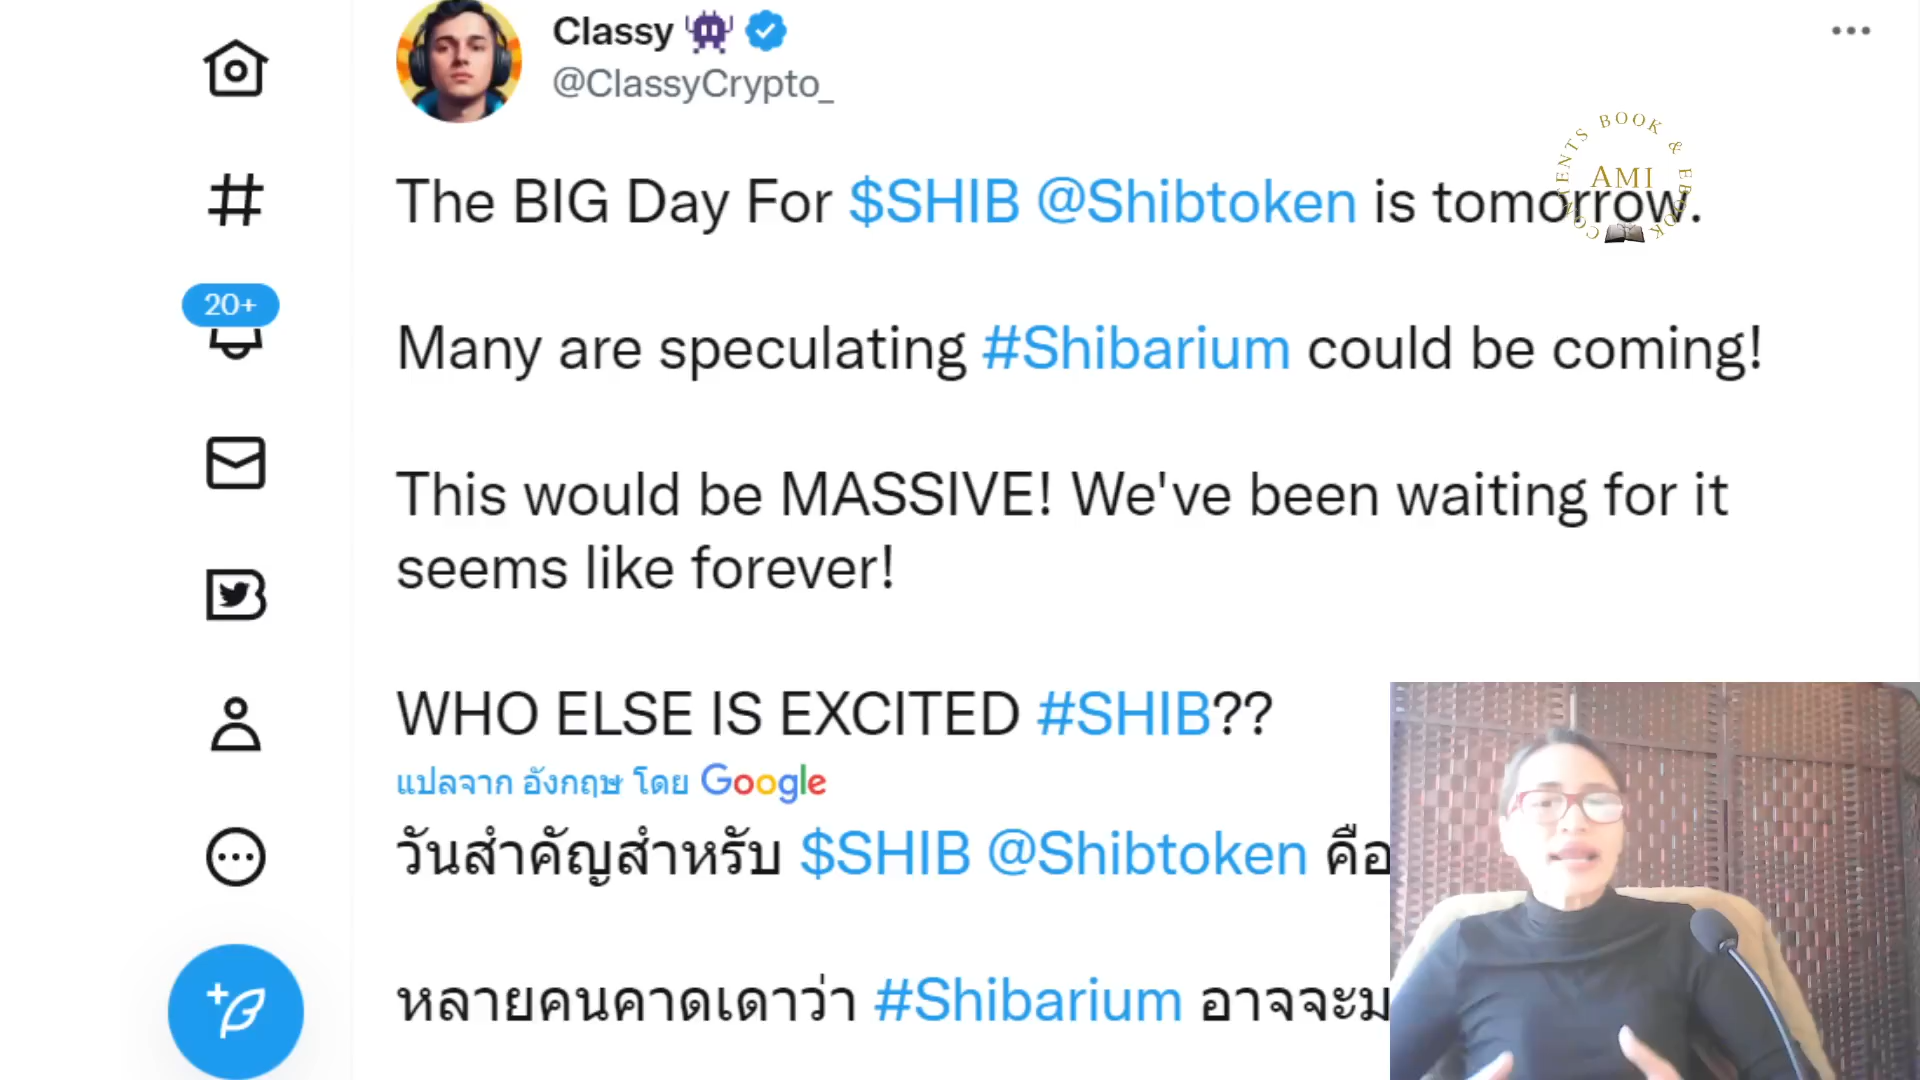 Classy
@ClassyCrypto_
CONTENTS BOOK & EBOOK
AMI
The BIG Day For $SHIB @Shibtoken is tomorrow.
20+
Many are speculating #Shibarium could be coming!
This would be MASSIVE! We've been waiting for it
seems like forever!
WHO ELSE IS EXCITED #SHIB??
แปลจาก อังกฤษ โดย Google
วันสำคัญสำหรับ $SHIB @Shibtoken คือ
หลายคนคาดเดาว่า #Shibarium อาจจะม